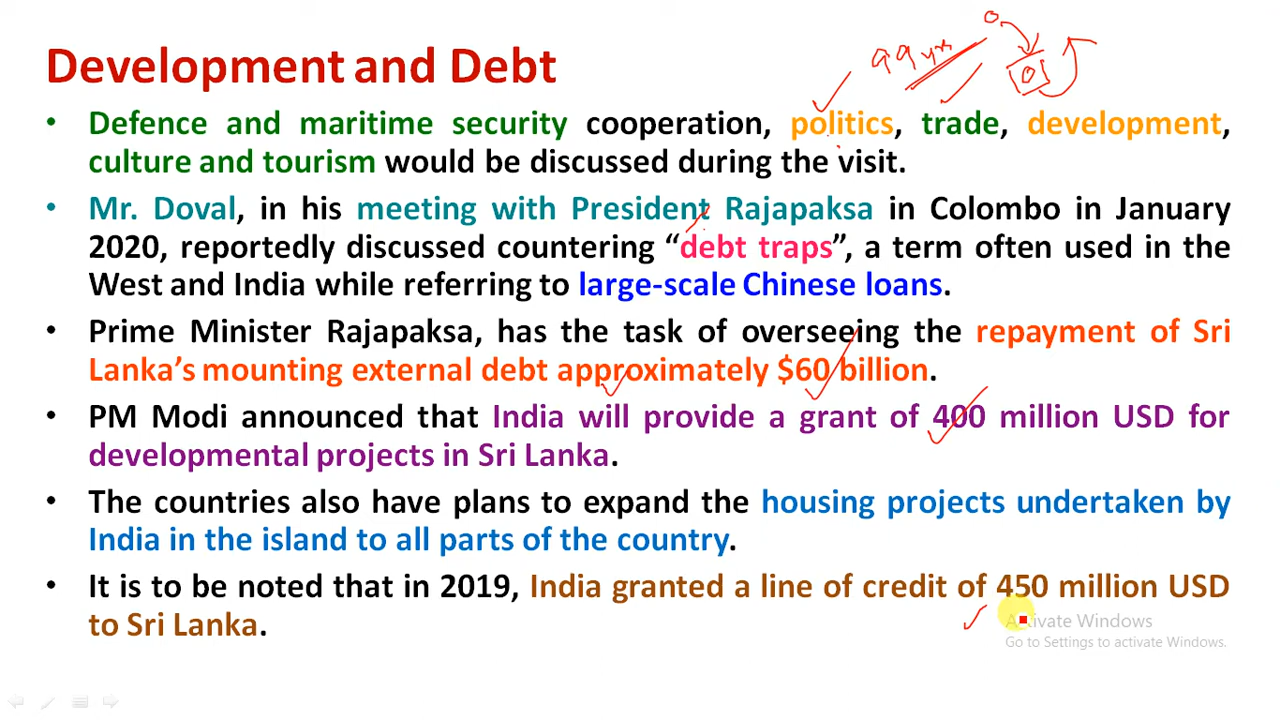 Development and Debt
99 yrs
• Defence and maritime security cooperation, politics, trade, development,
culture and tourism would be discussed during the visit.
• Mr. Doval, in his meeting with President Rajapaksa in Colombo in January
2020, reportedly discussed countering “debt traps”, a term often used in the
West and India while referring to large-scale Chinese loans.
• Prime Minister Rajapaksa, has the task of overseeing the repayment of Sri
Lanka’s mounting external debt approximately $60 billion.
• PM Modi announced that India will provide a grant of 400 million USD for
developmental projects in Sri Lanka.
• The countries also have plans to expand the housing projects undertaken by
India in the island to all parts of the country.
• It is to be noted that in 2019, India granted a line of credit of 450 million USD
to Sri Lanka.
Activate Windows
Go to Settings to activate Windows.